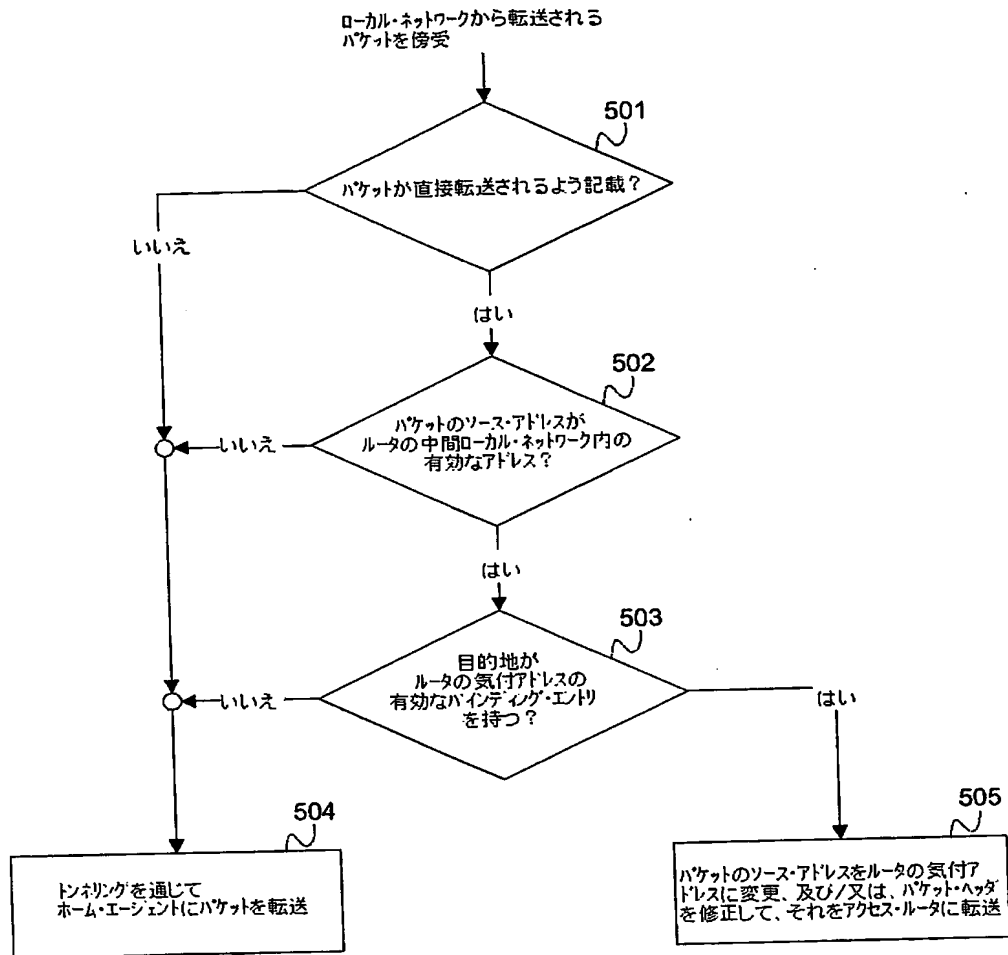 ローカル・ネットワークから転送される
パケットを傍受
501
パケットが直接転送されるよう記載？
いいえ
はい
502
パケットのソース・アドレスが
ルータの中間ローカル・ネットワーク内の
有効なアドレス？
いいえ
はい
503
目的地が
ルータの気付アドレスの
有効なバインディング・エントリ
を持つ？
いいえ
はい
504
トンネリングを通じて
ホーム・エージェントにパケットを転送
505
パケットのソース・アドレスをルータの気付ア
ドレスに変更、及び/又は、パケット・ヘッダ
を修正して、それをアクセス・ルータに転送